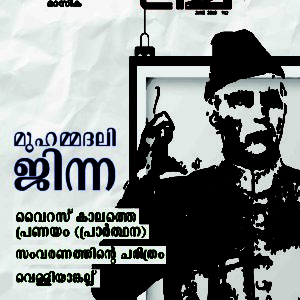 മാസിക
മുഹമ്മദലി
ജിന്ന
വൈറസ് കാലത്തെ
പ്രണയം (പ്രാർത്ഥന)
സംവരണത്തിന്റെ ചരിത്രം
വെള്ളിയാങ്കല്ല്